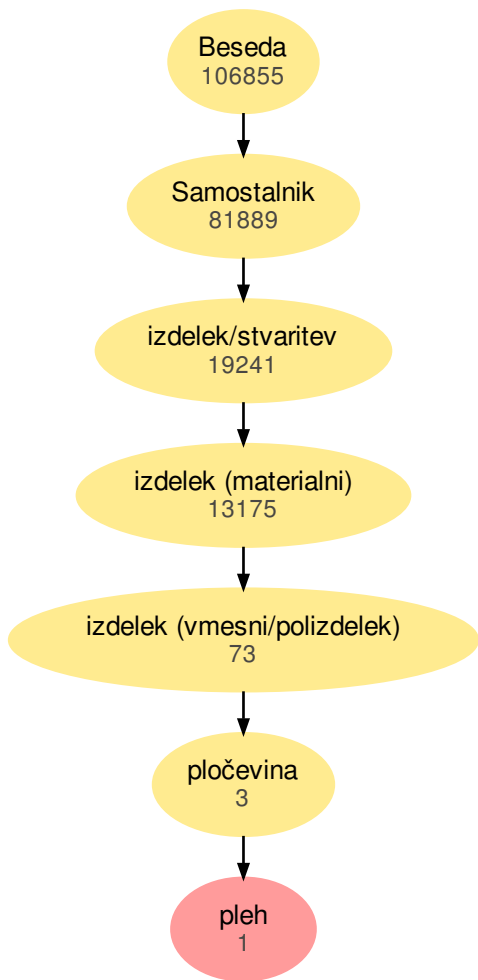 Beseda
106855
Samostalnik
81889
izdelek/stvaritev
19241
izdelek (materialni)
13175
izdelek (vmesni/polizdelek)
73
pločevina
3
pleh
1